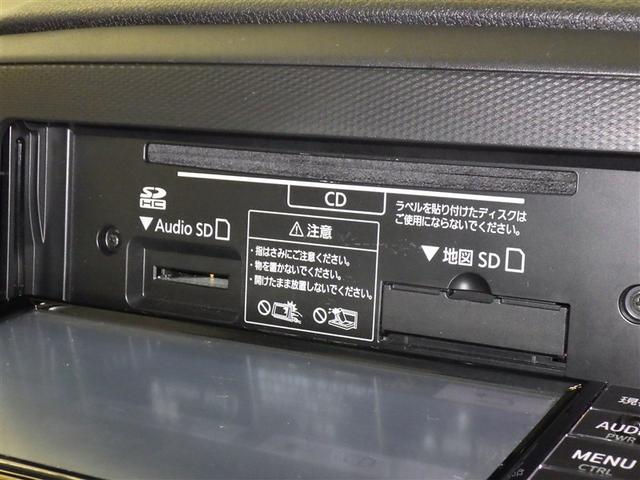 CD
ラベルを貼り付けたディスクは
ご使用にならないでください。
SD
HC
▼Audio SD
⚠注意
・指はさみにご注意ください。
・物を置かないでください。
・開けたまま放置しないでください。
▼地図 SD
現
AUD
PWR
MENU
CTRL